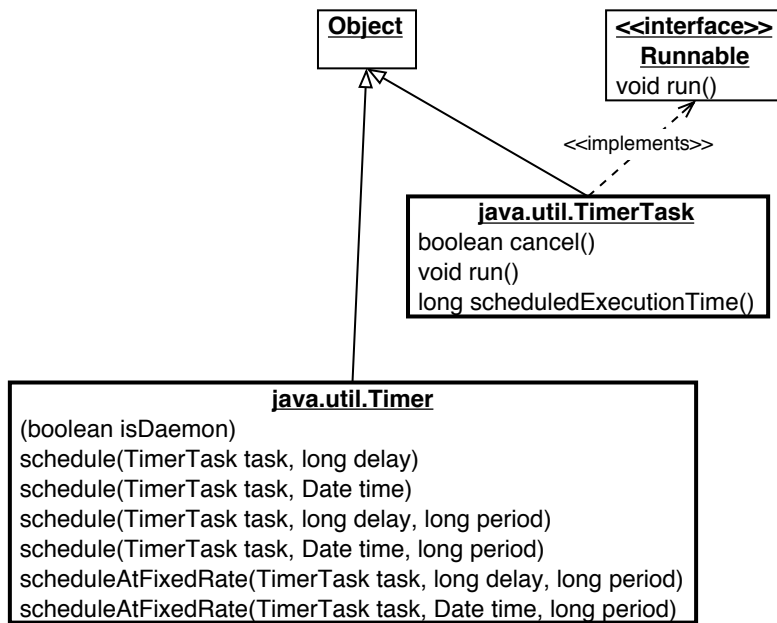 Object
<<interface>>
Runnable
void run()
<<implements>>
java.util.TimerTask
boolean cancel()
void run()
long scheduledExecutionTime()
java.util.Timer
(boolean isDaemon)
schedule(TimerTask task, long delay)
schedule(TimerTask task, Date time)
schedule(TimerTask task, long delay, long period)
schedule(TimerTask task, Date time, long period)
scheduleAtFixedRate(TimerTask task, long delay, long period)
scheduleAtFixedRate(TimerTask task, Date time, long period)